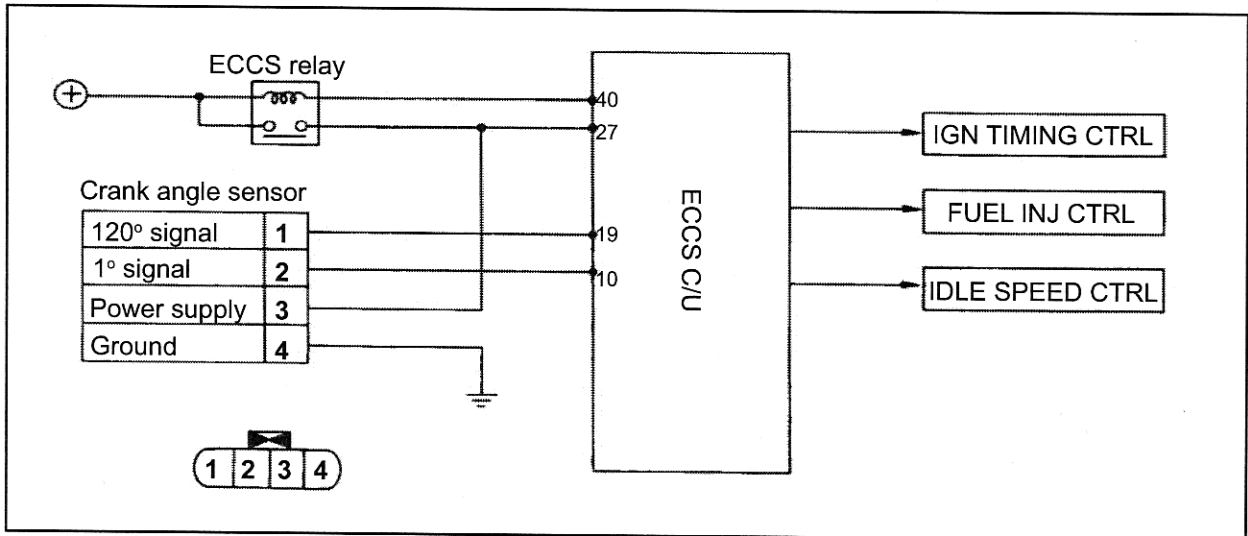 ECCS relay
40
27
IGN TIMING CTRL
Crank angle sensor
120° signal 1
19
1° signal 2
10
Power supply 3
Ground 4
ECCS C/U
FUEL INJ CTRL
IDLE SPEED CTRL
1 2 3 4